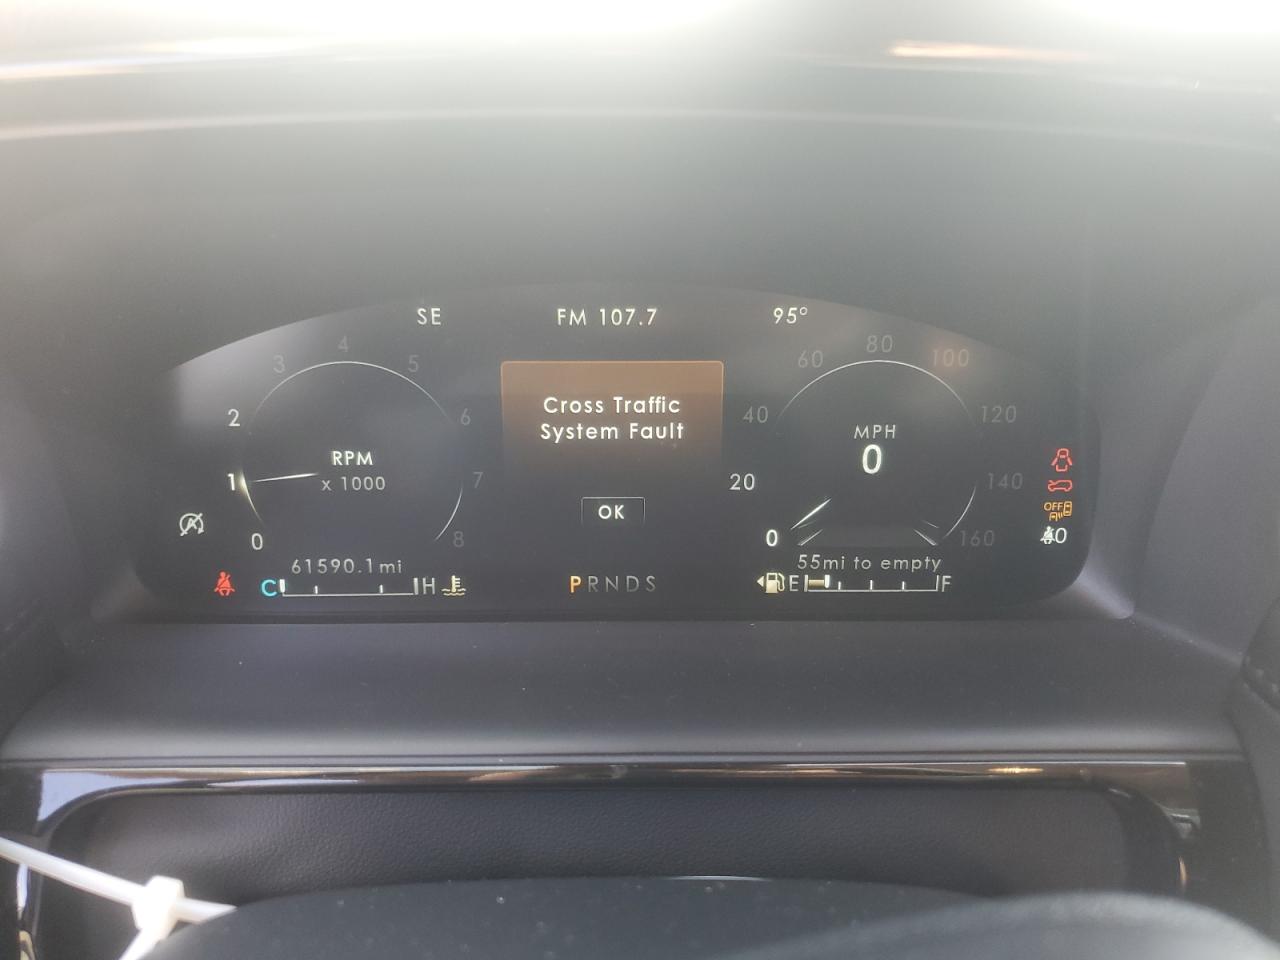 SE
FM 107.7
95°
Cross Traffic
System Fault
OK
0
1
2
3
4
5
6
7
8
RPM
x 1000
0
20
40
60
80
100
120
140
160
MPH
0
OFF
0
61590.1 mi
C
H
PRNDS
55mi to empty
E
F